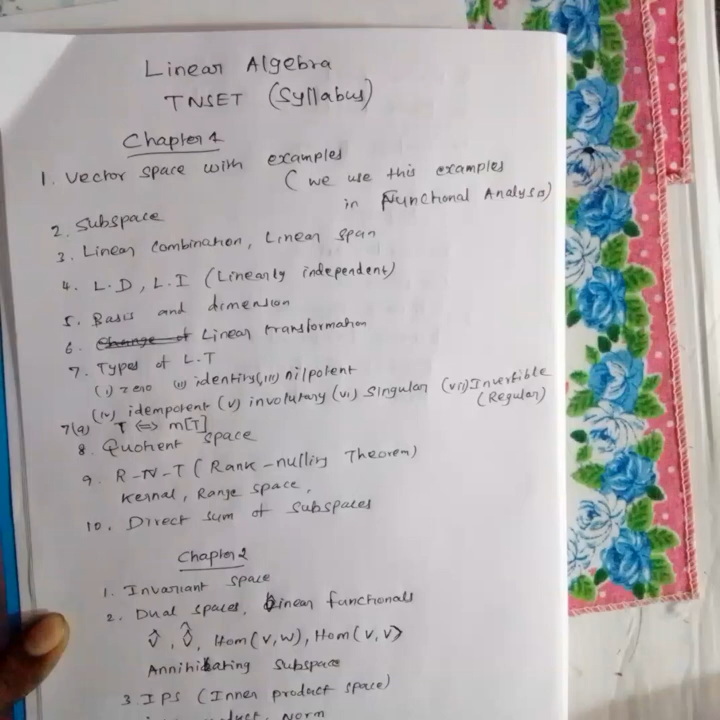 Linear Algebra
TNSET (Syllabus)
Chapter 1
1. Vector space with examples
(we use this examples
in Functional Analysis)
2. Subspace
3. Linear Combination, Linear Span
4. L.D, L.I (Linearly independent)
5. Basis and dimension
6. Change of Linear transformation
7. Types of L.T
(i) zero (ii) identity (iii) nilpotent
(iv) idempotent (v) involutary (vi) Singular (vii) Invertible
(Regular)
7(a) T <=> m[T]
8. Quotient space
9. R-N-T (Rank-nullity Theorem)
Kernal, Range space,
10. Direct sum of subspaces
Chapter 2
1. Invariant space
2. Dual spaces, Linear functionals
V̂, V̂̂, Hom(V,W), Hom(V,V)
Annihilating Subspace
3. IPS (Inner product space)
Norm